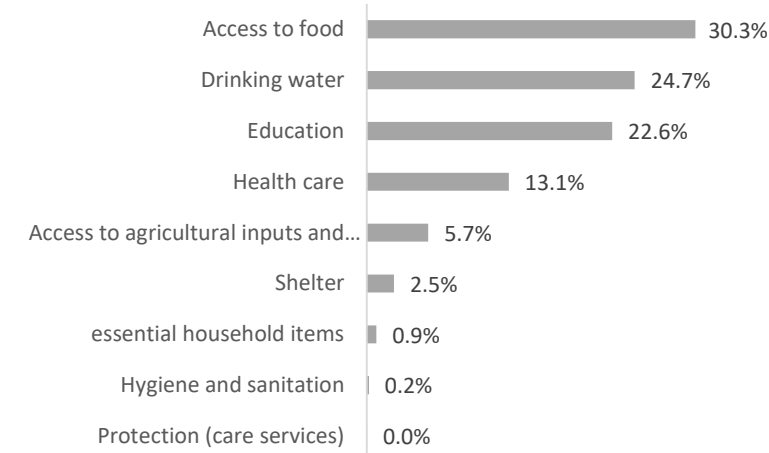 Access to food 30.3%
Drinking water 24.7%
Education 22.6%
Health care 13.1%
Access to agricultural inputs and... 5.7%
Shelter 2.5%
essential household items 0.9%
Hygiene and sanitation 0.2%
Protection (care services) 0.0%